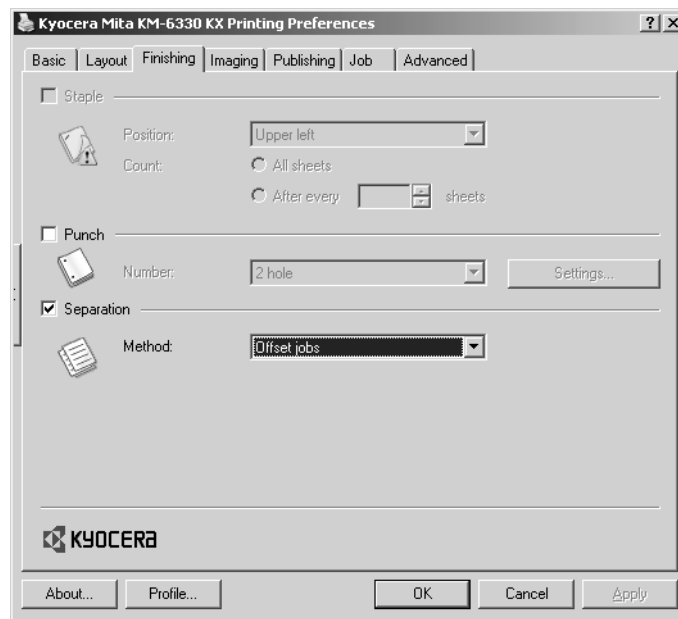 Kyocera Mita KM-6330 KX Printing Preferences
Basic Layout Finishing Imaging Publishing Job Advanced
Staple
Position: Upper left
Count: All sheets
After every sheets
Punch
Number: 2 hole Settings...
Separation
Method: Offset jobs
KYOCERA
About... Profile... OK Cancel Apply